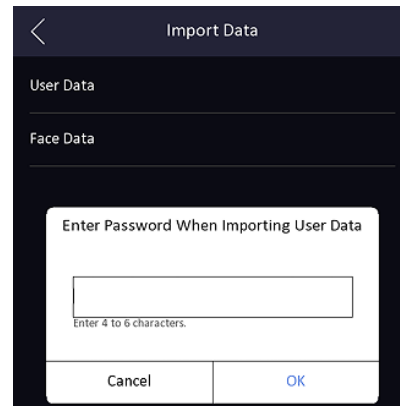 Import Data
User Data
Face Data
Enter Password When Importing User Data
Enter 4 to 6 characters.
Cancel
OK